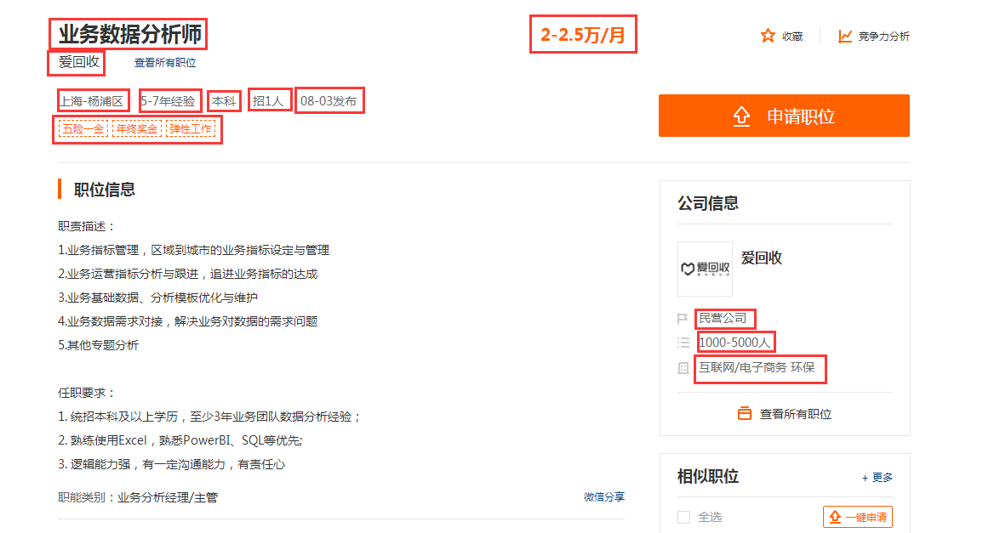 业务数据分析师
2-2.5万/月
收藏
竞争力分析
爱回收
查看所有职位
上海-杨浦区 5-7年经验 本科 招1人 08-03发布
五险一金 年终奖金 弹性工作
申请职位
职位信息
职责描述：
1.业务指标管理，区域到城市的业务指标设定与管理
2.业务运营指标分析与跟进，追进业务指标的达成
3.业务基础数据、分析模板优化与维护
4.业务数据需求对接，解决业务对数据的需求问题
5.其他专题分析
任职要求：
1. 统招本科及以上学历，至少3年业务团队数据分析经验；
2. 熟练使用Excel，熟悉PowerBI、SQL等优先;
3. 逻辑能力强，有一定沟通能力，有责任心
职能类别：业务分析经理/主管
微信分享
公司信息
爱回收
爱回收
民营公司
1000-5000人
互联网/电子商务 环保
查看所有职位
相似职位
+ 更多
全选
一键申请